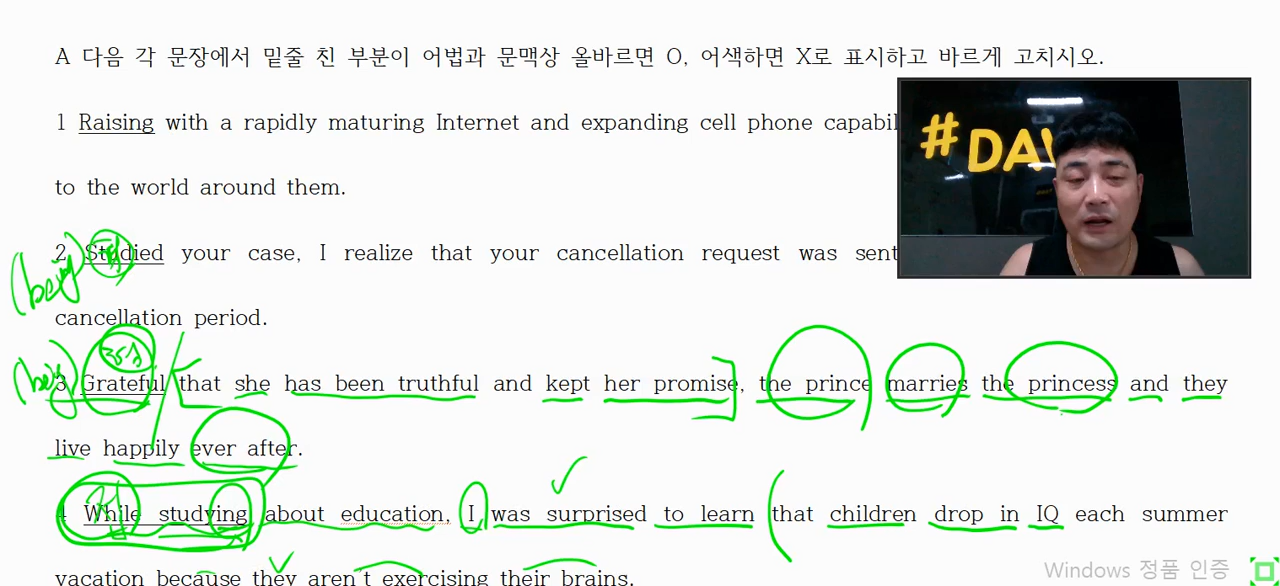 A 다음 각 문장에서 밑줄 친 부분이 어법과 문맥상 올바르면 O, 어색하면 X로 표시하고 바르게 고치시오.
1 Raising with a rapidly maturing Internet and expanding cell phone capabil
#DAV
to the world around them.
2 Studied your case, I realize that your cancellation request was sent
(being)
cancellation period.
(being)
3 Grateful that she has been truthful and kept her promise, the prince marries the princess and they
live happily ever after.
4 While studying about education, I was surprised to learn that children drop in IQ each summer
vacation because they aren't exercising their brains.
Windows 정품 인증